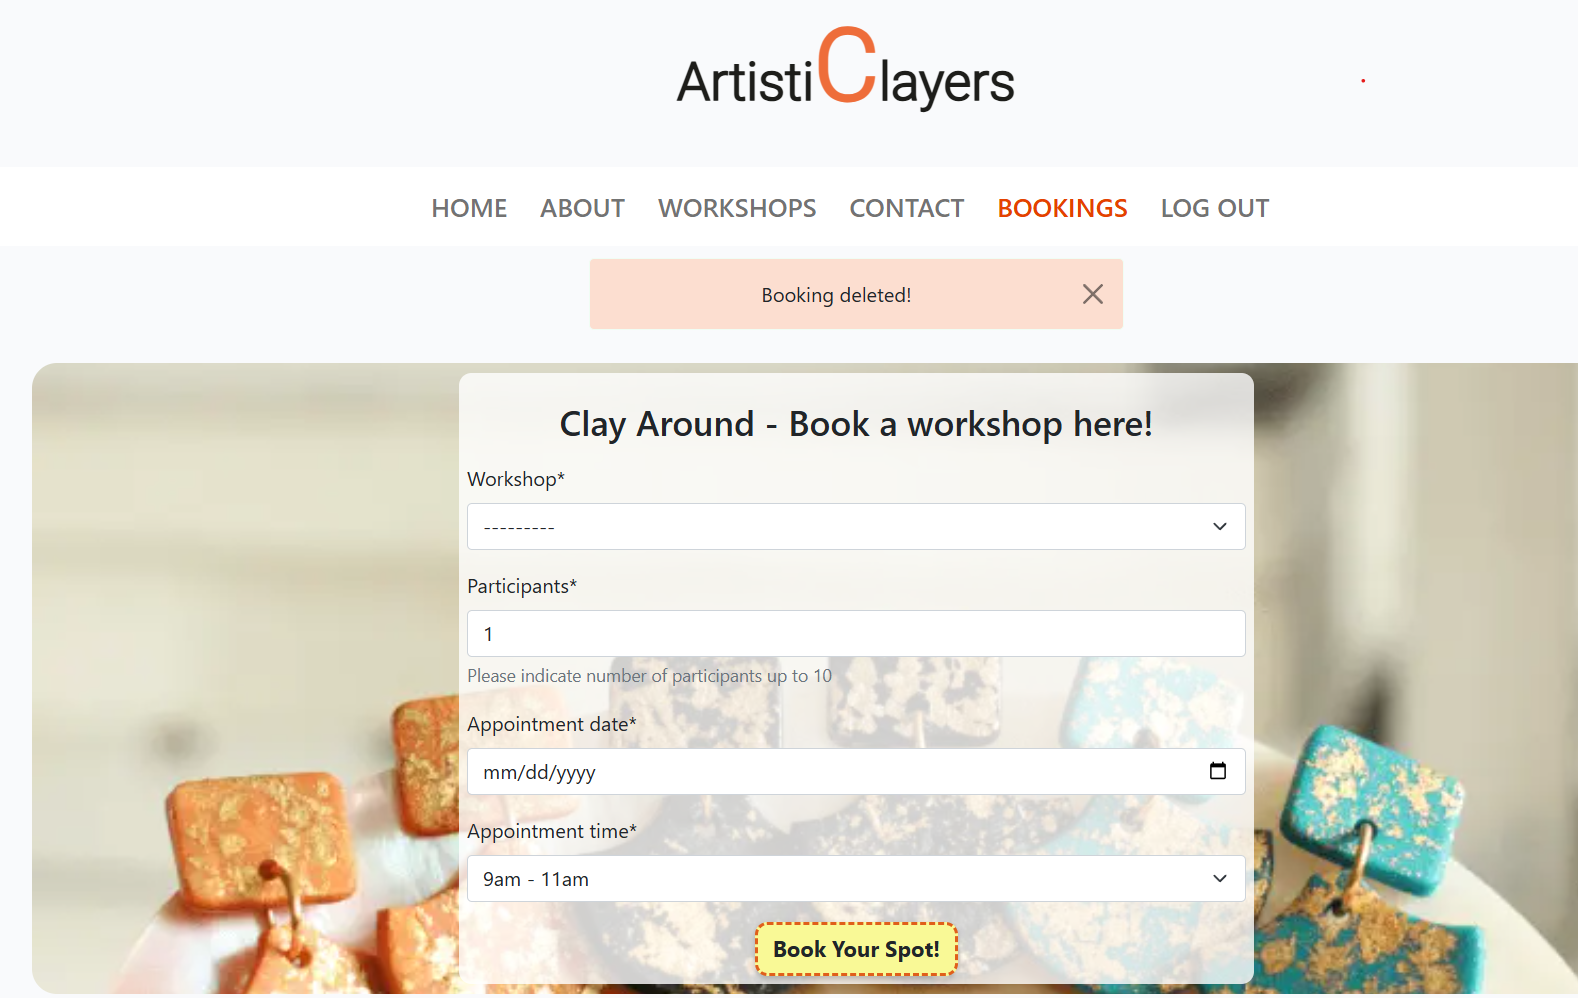 ArtistiClayers
HOME ABOUT WORKSHOPS CONTACT BOOKINGS LOG OUT
Booking deleted!
Clay Around - Book a workshop here!
Workshop*
---------
Participants*
1
Please indicate number of participants up to 10
Appointment date*
mm/dd/yyyy
Appointment time*
9am - 11am
Book Your Spot!